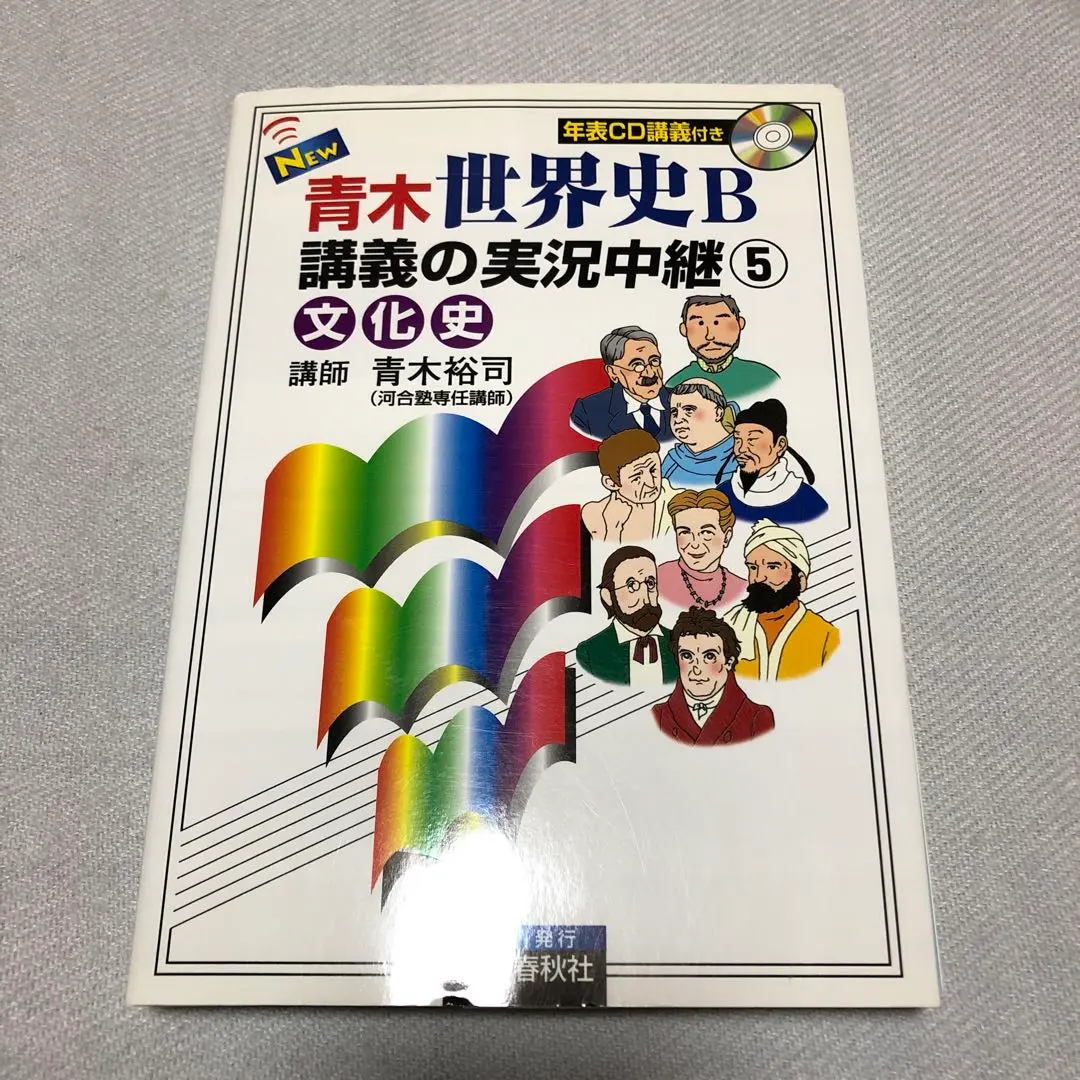 年表CD講義付き
NEW
青木世界史B
講義の実況中継⑤
文化史
講師 青木裕司
(河合塾専任講師)
発行
春秋社